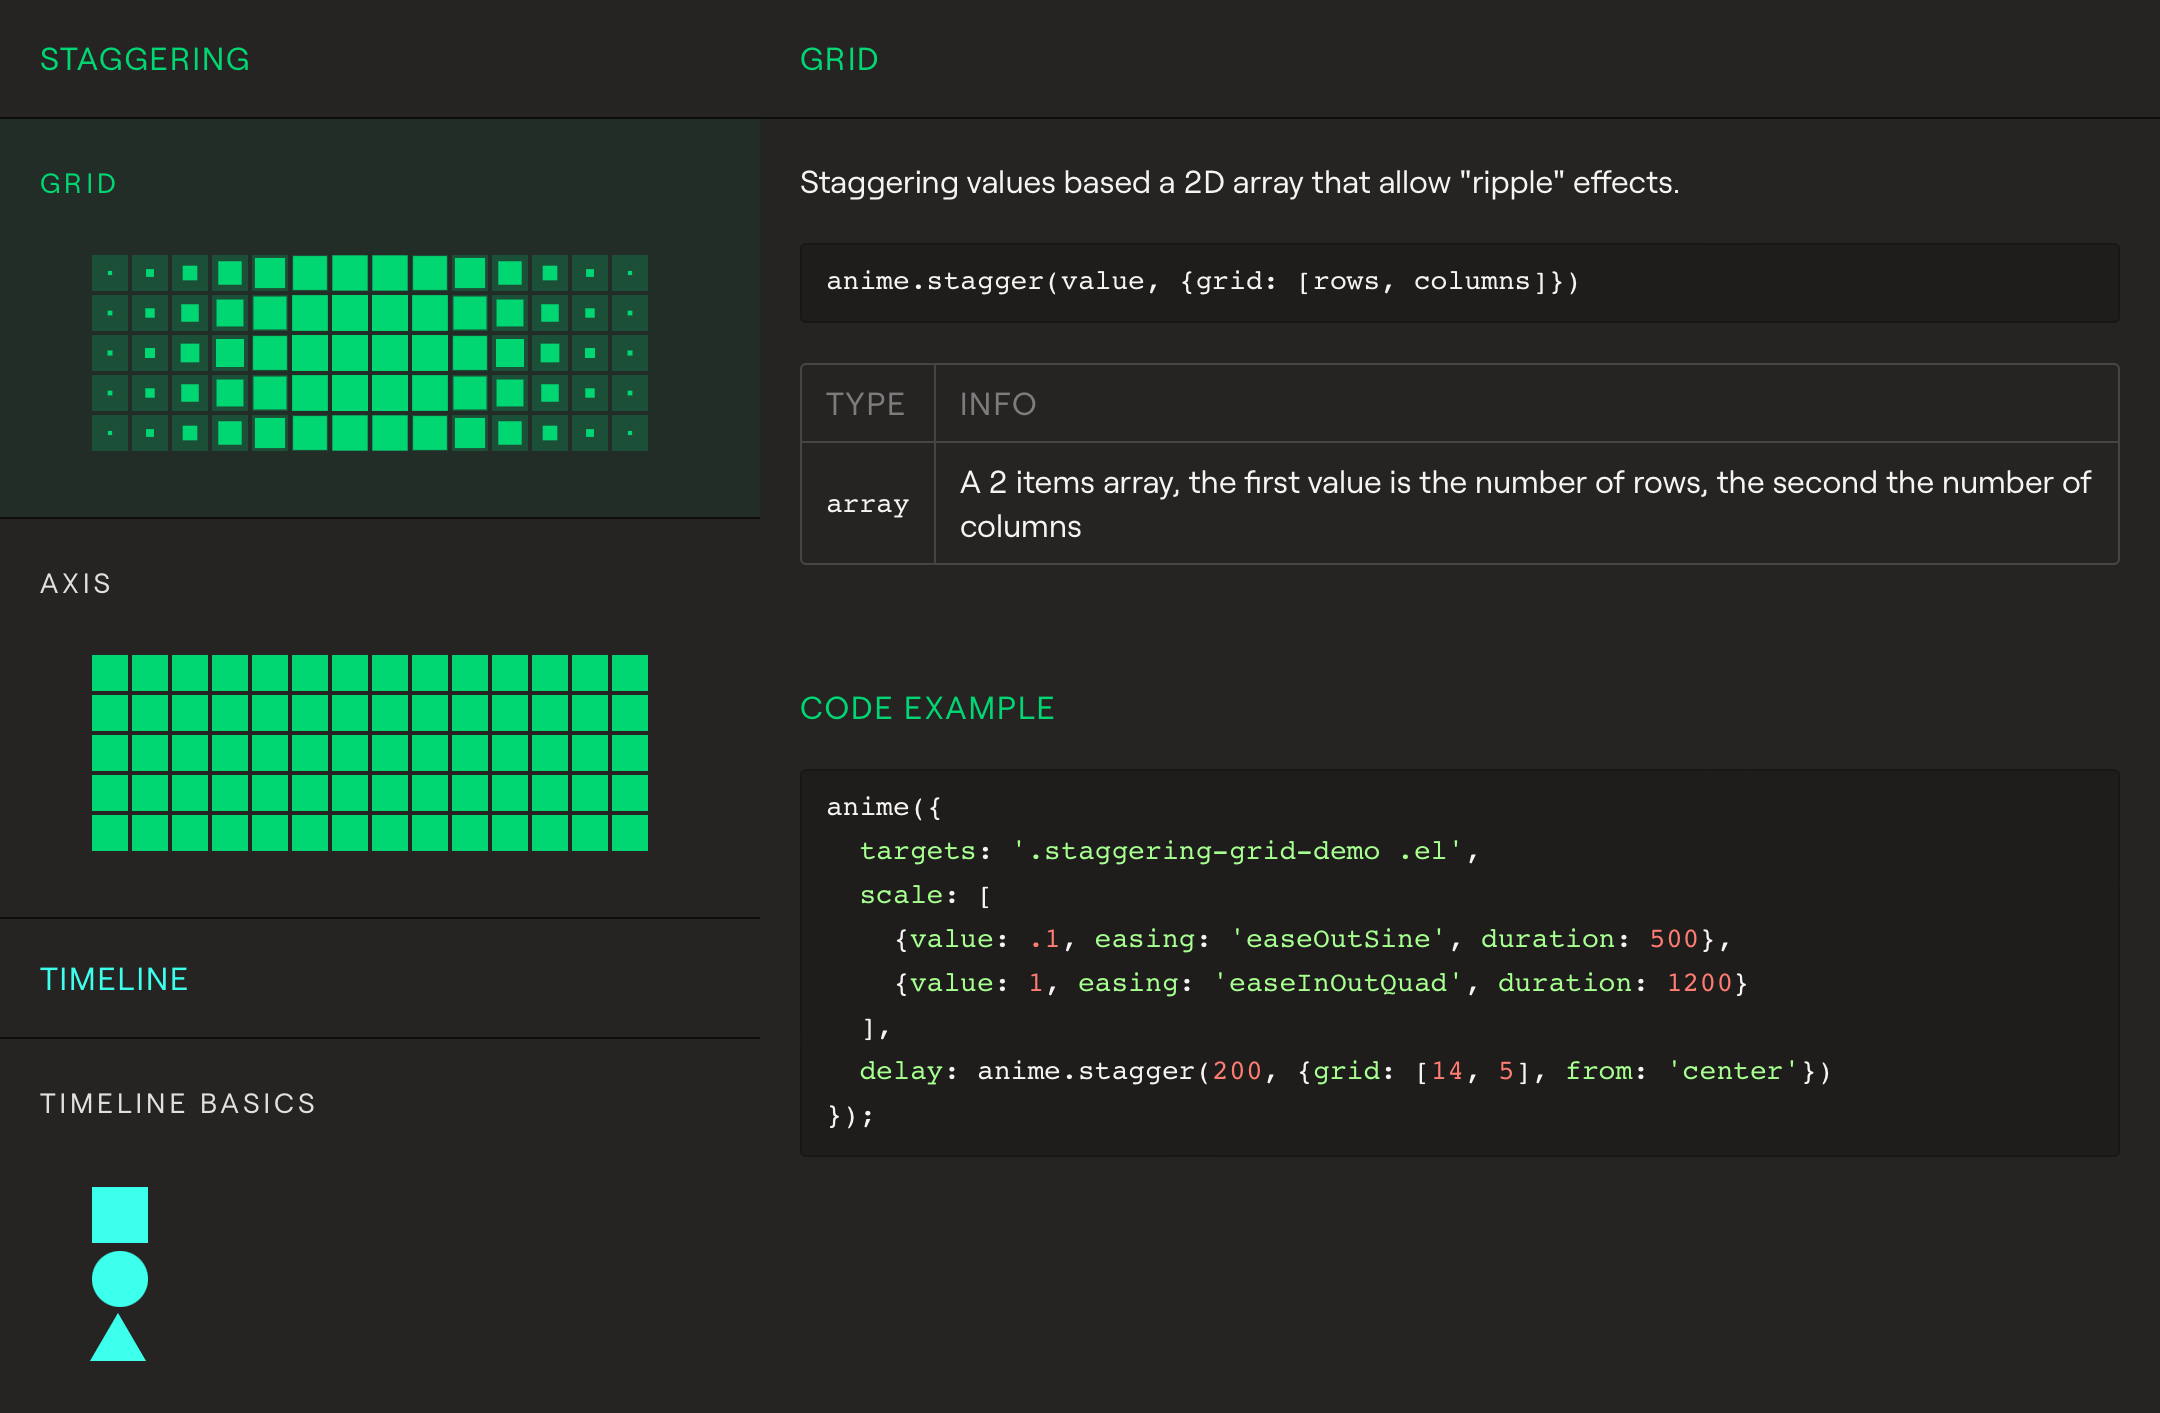 STAGGERING
GRID
AXIS
TIMELINE
TIMELINE BASICS
GRID
Staggering values based a 2D array that allow "ripple" effects.
anime.stagger(value, {grid: [rows, columns]})
TYPE INFO
array A 2 items array, the first value is the number of rows, the second the number of
columns
CODE EXAMPLE
anime({
  targets: '.staggering-grid-demo .el',
  scale: [
    {value: .1, easing: 'easeOutSine', duration: 500},
    {value: 1, easing: 'easeInOutQuad', duration: 1200}
  ],
  delay: anime.stagger(200, {grid: [14, 5], from: 'center'})
});